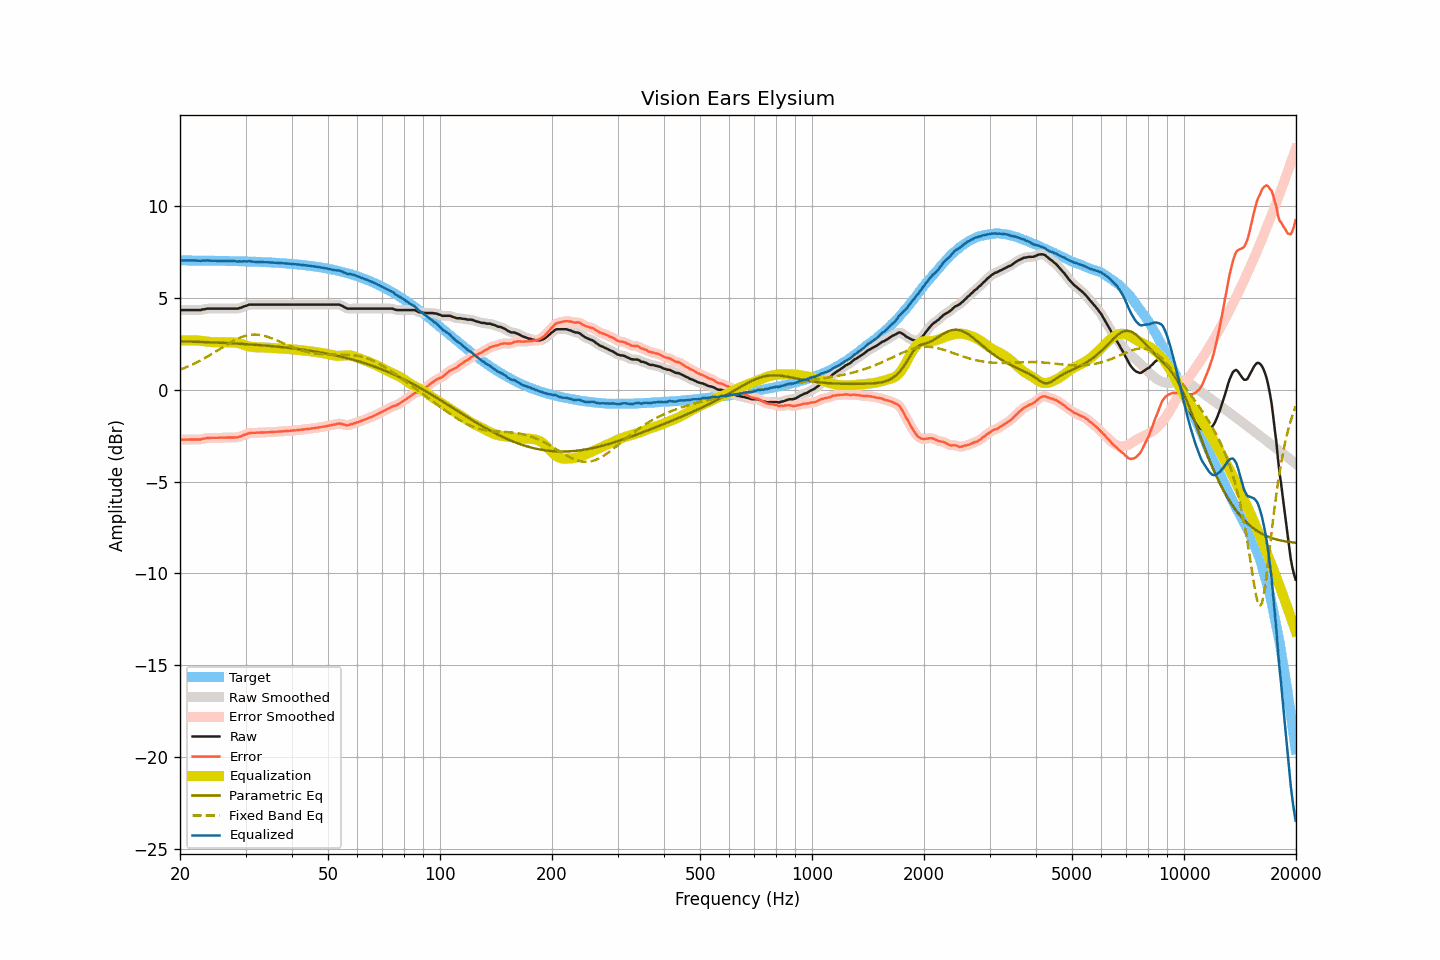 Vision Ears Elysium
Amplitude (dBr)
10
5
0
−5
−10
−15
−20
−25
Target
Raw Smoothed
Error Smoothed
Raw
Error
Equalization
Parametric Eq
Fixed Band Eq
Equalized
20 50 100 200 500 1000 2000 5000 10000 20000
Frequency (Hz)